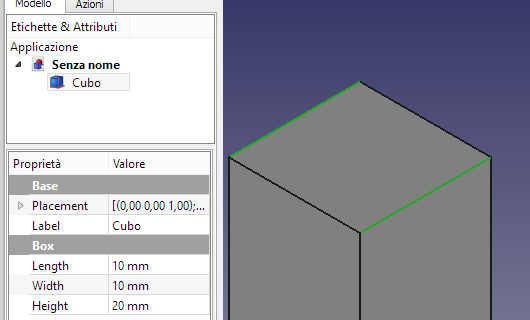 Modello Azioni
Etichette & Attributi
Applicazione
Senza nome
Cubo
Proprietà Valore
Base
Placement [(0,00 0,00 1,00);...
Label Cubo
Box
Length 10 mm
Width 10 mm
Height 20 mm